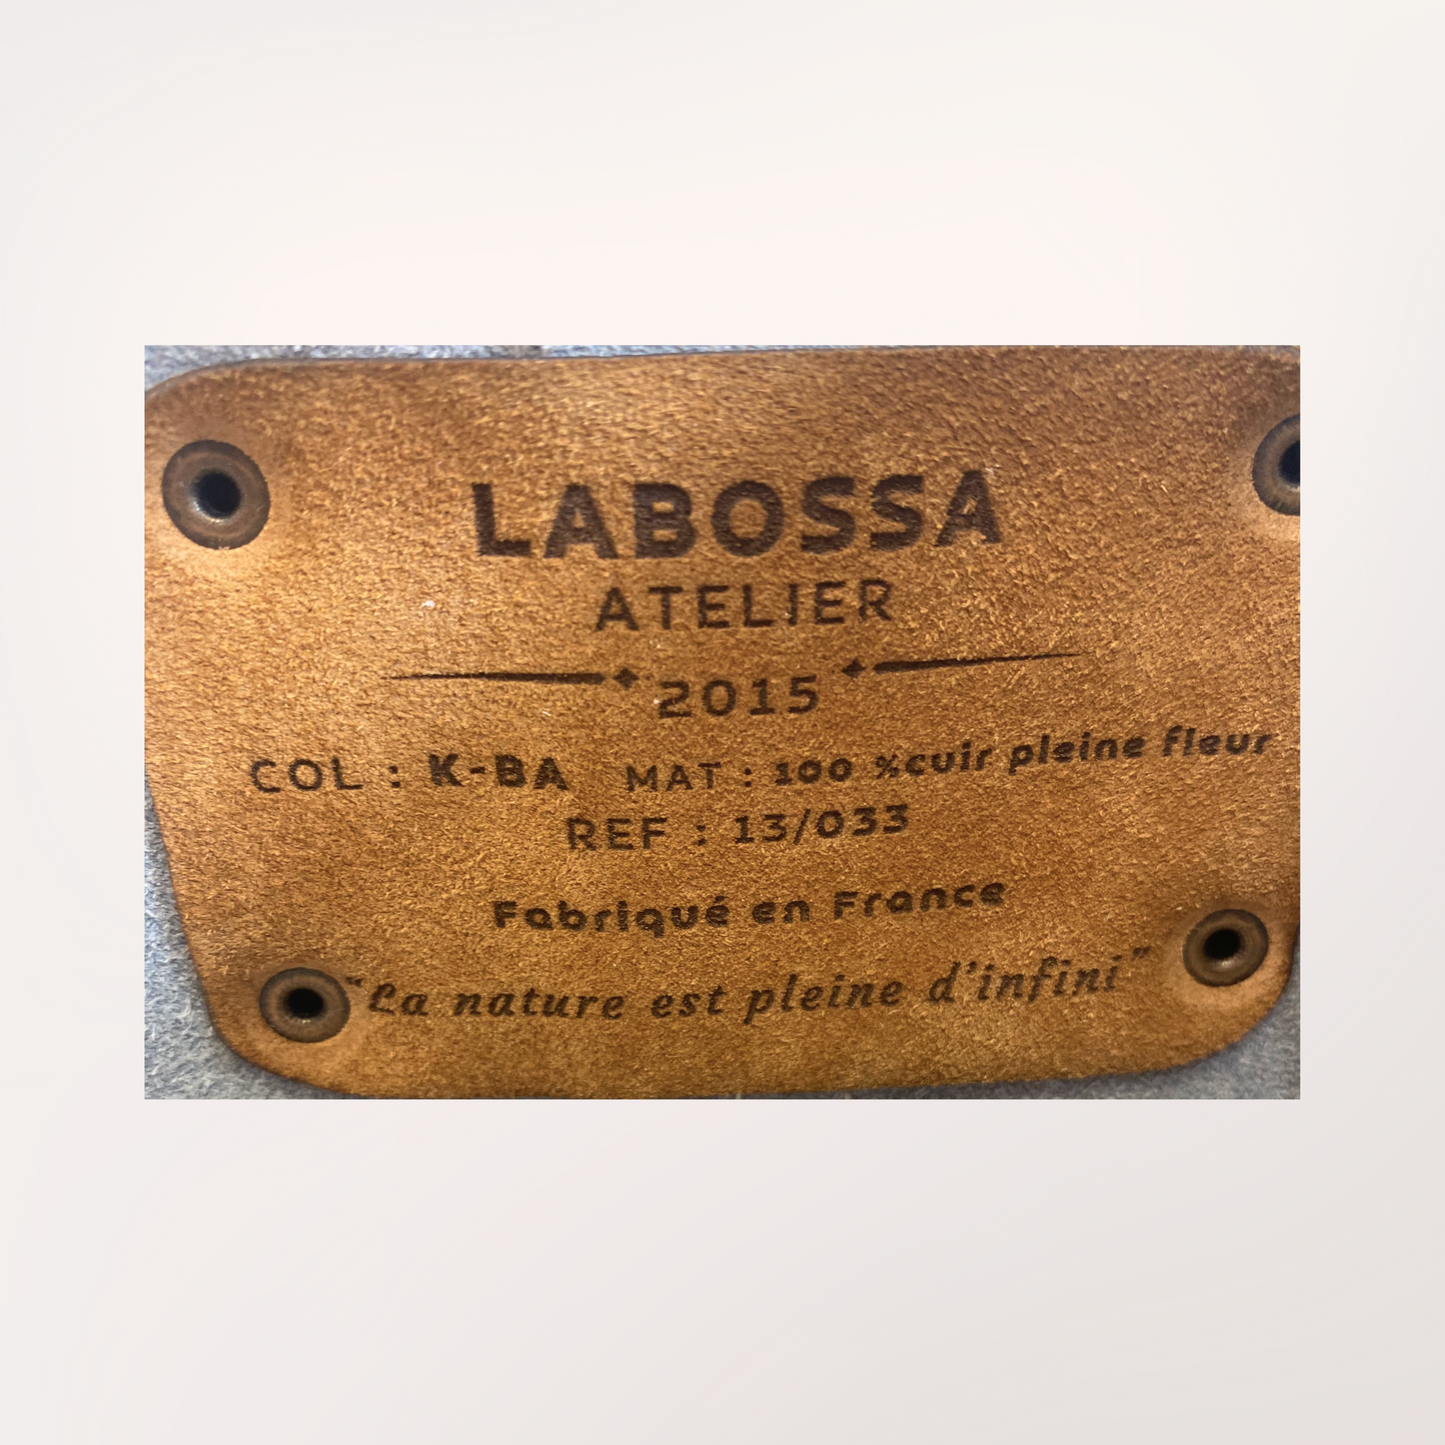 LABOSSA
ATELIER
2015
COL : K-BA MAT : 100 %cuir pleine fleur
REF : 13/033
Fabriqué en France
“La nature est pleine d’infini”